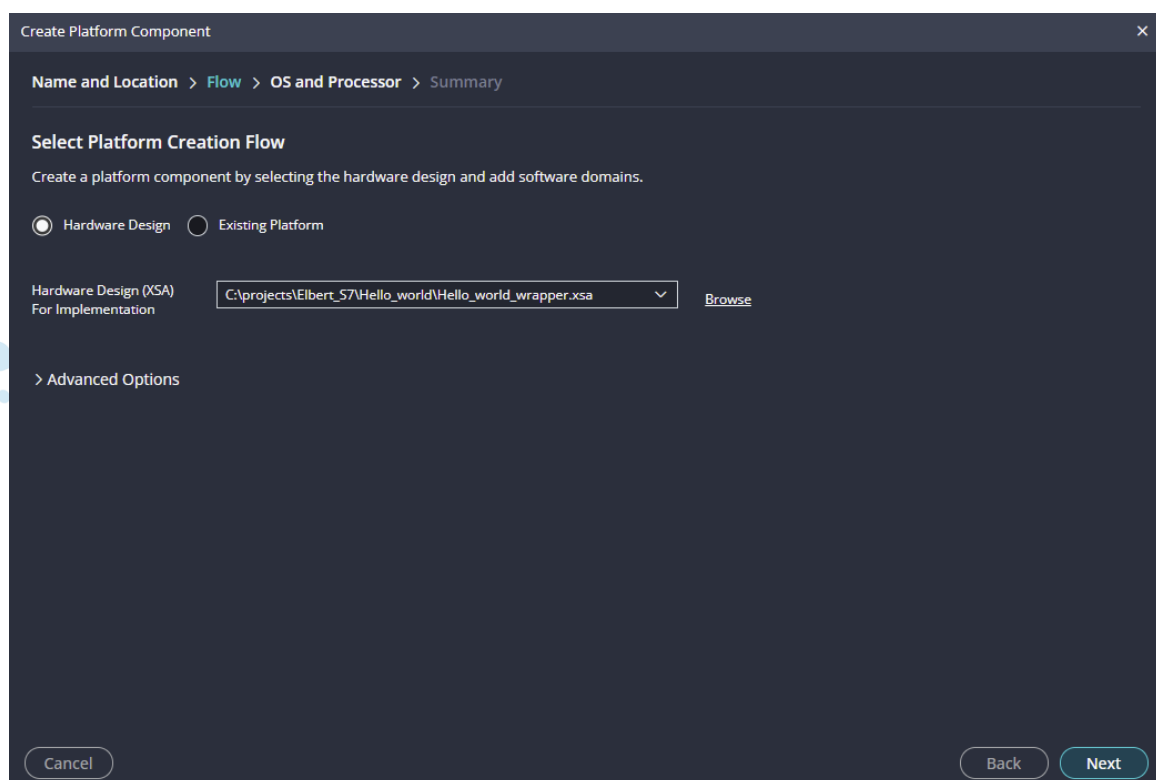 Create Platform Component
Name and Location > Flow > OS and Processor > Summary
Select Platform Creation Flow
Create a platform component by selecting the hardware design and add software domains.
Hardware Design Existing Platform
Hardware Design (XSA)
For Implementation
C:\projects\Elbert_S7\Hello_world\Hello_world_wrapper.xsa
Browse
> Advanced Options
Cancel Back Next